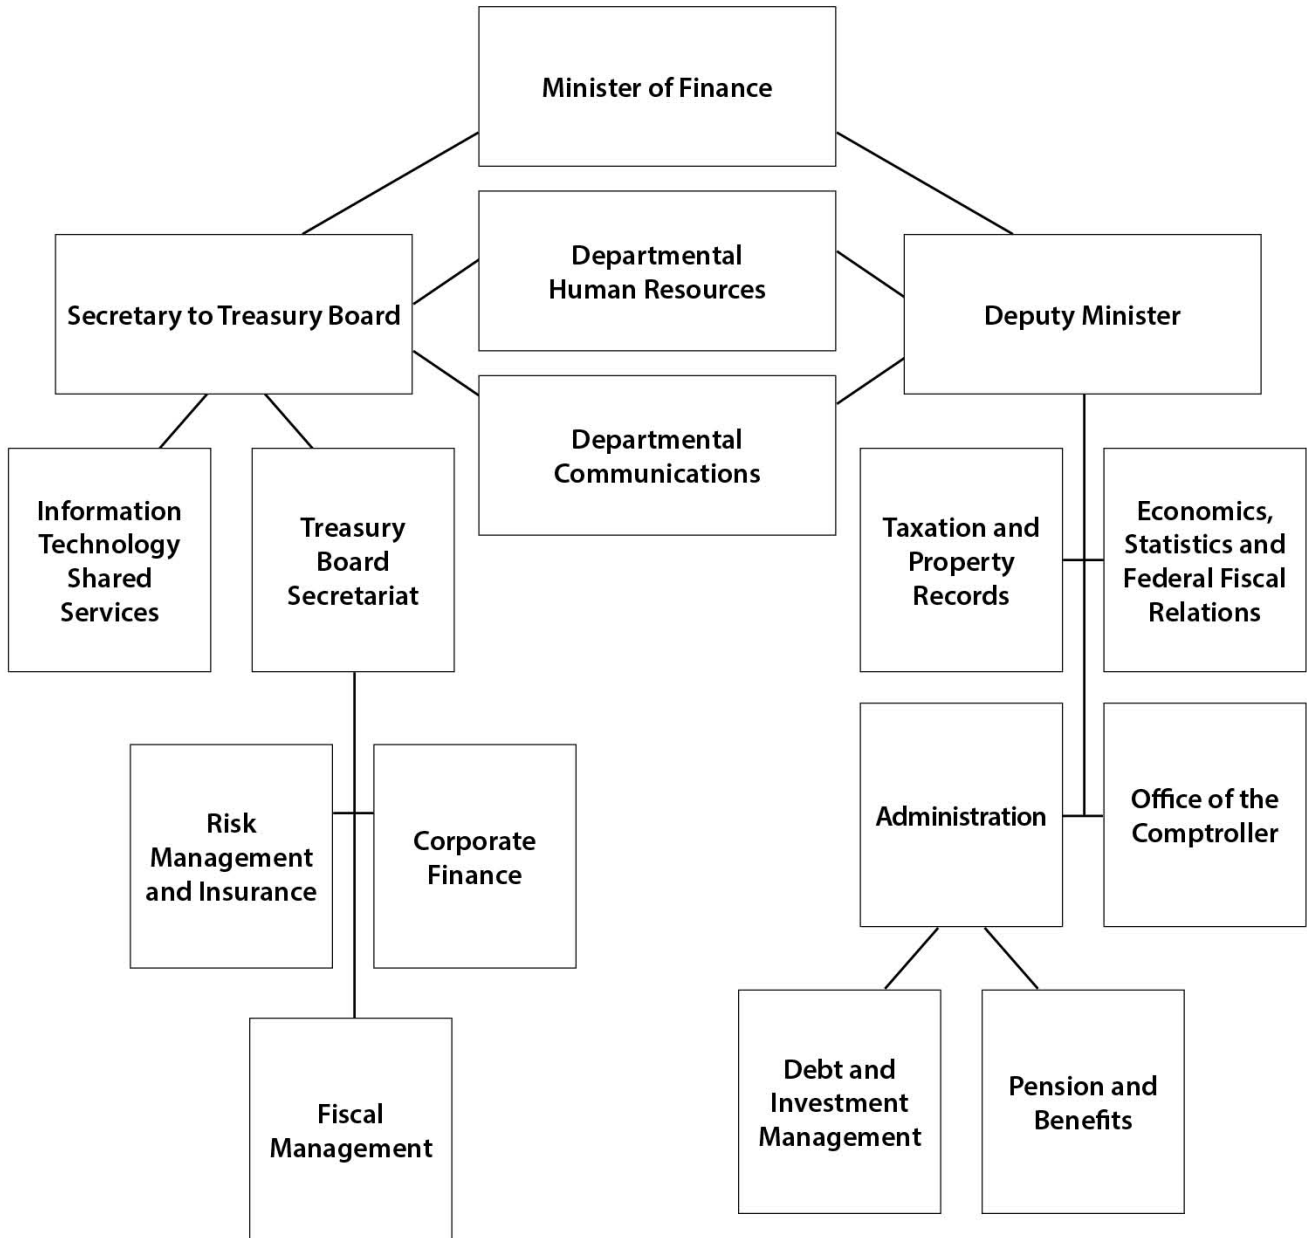 Minister of Finance
Departmental
Human Resources
Secretary to Treasury Board
Deputy Minister
Departmental
Communications
Information
Technology
Shared
Services
Treasury
Board
Secretariat
Taxation and
Property
Records
Economics,
Statistics and
Federal Fiscal
Relations
Risk
Management
and Insurance
Corporate
Finance
Administration
Office of the
Comptroller
Fiscal
Management
Debt and
Investment
Management
Pension and
Benefits